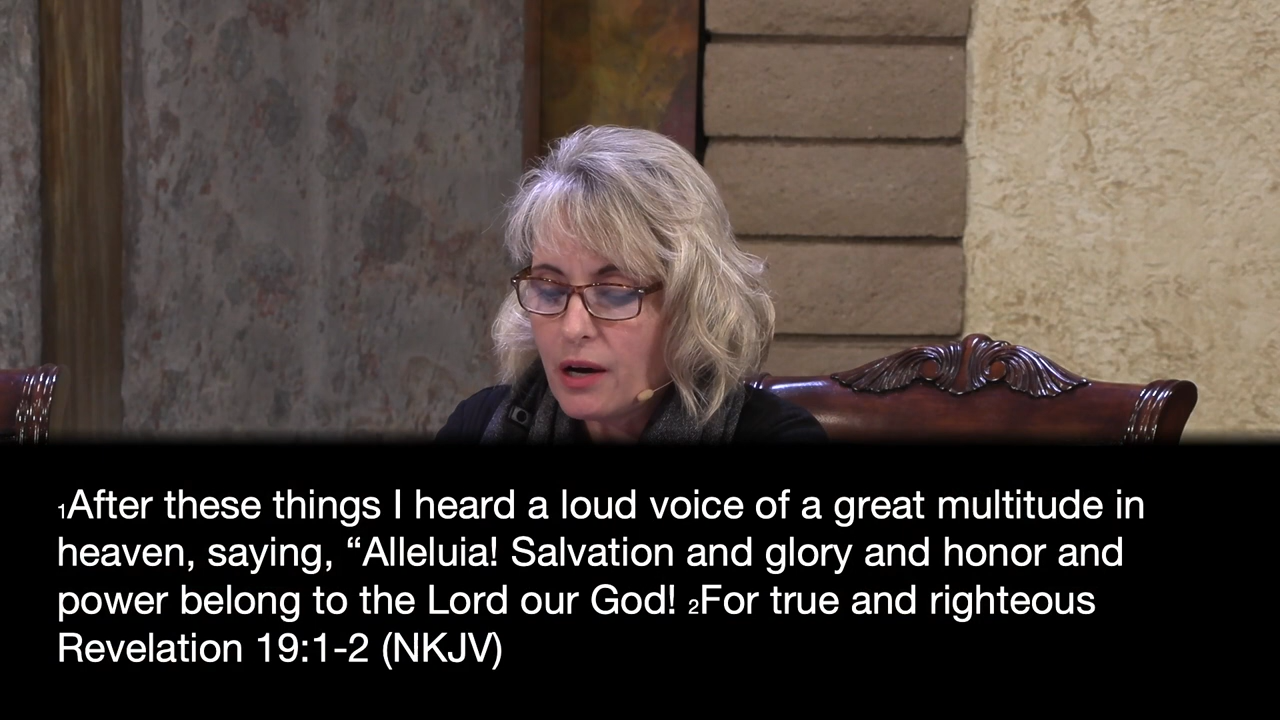 1After these things I heard a loud voice of a great multitude in
heaven, saying, “Alleluia! Salvation and glory and honor and
power belong to the Lord our God! 2For true and righteous
Revelation 19:1-2 (NKJV)